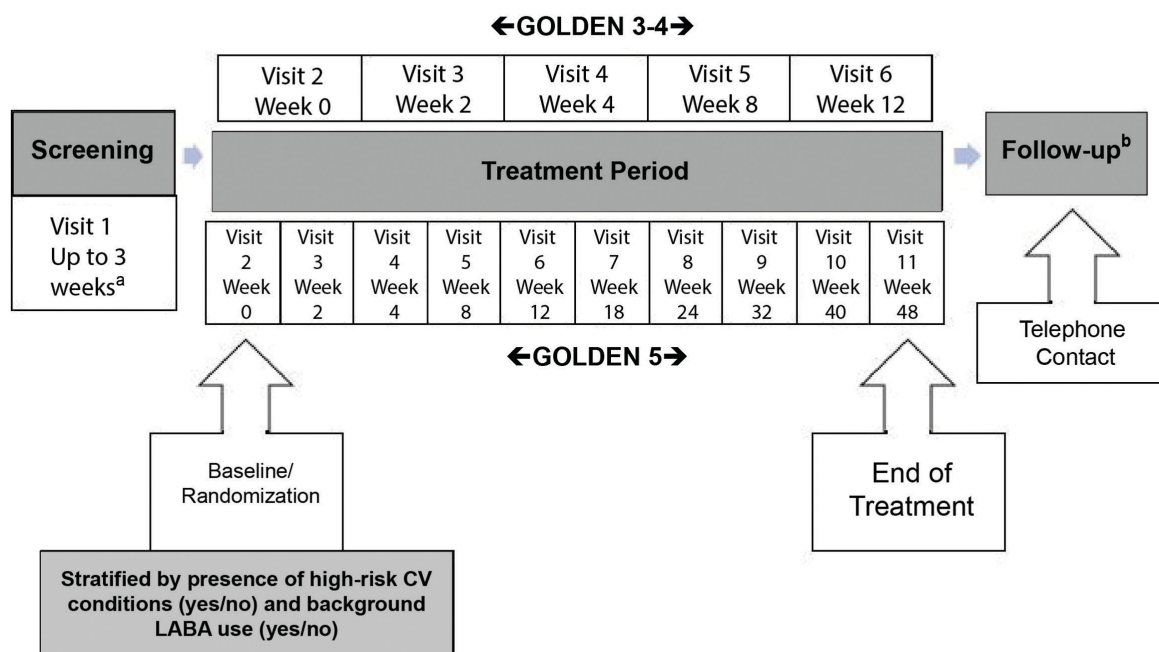 ←GOLDEN 3-4→
Visit 2
Week 0
Visit 3
Week 2
Visit 4
Week 4
Visit 5
Week 8
Visit 6
Week 12
Screening
Treatment Period
Follow-upᵇ
Visit 1
Up to 3
weeksᵃ
Visit
2
Week
0
Visit
3
Week
2
Visit
4
Week
4
Visit
5
Week
8
Visit
6
Week
12
Visit
7
Week
18
Visit
8
Week
24
Visit
9
Week
32
Visit
10
Week
40
Visit
11
Week
48
←GOLDEN 5→
Telephone
Contact
Baseline/
Randomization
End of
Treatment
Stratified by presence of high-risk CV
conditions (yes/no) and background
LABA use (yes/no)